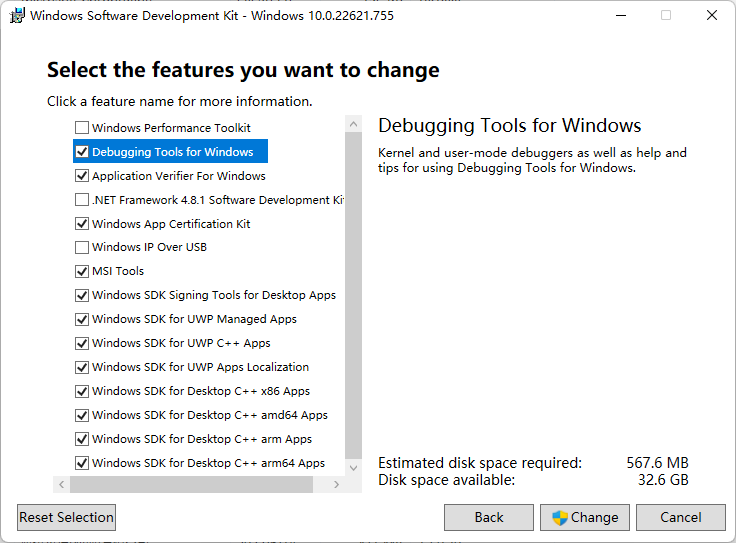 Windows Software Development Kit - Windows 10.0.22621.755
Select the features you want to change
Click a feature name for more information.
Windows Performance Toolkit
Debugging Tools for Windows
Application Verifier For Windows
.NET Framework 4.8.1 Software Development Kit
Windows App Certification Kit
Windows IP Over USB
MSI Tools
Windows SDK Signing Tools for Desktop Apps
Windows SDK for UWP Managed Apps
Windows SDK for UWP C++ Apps
Windows SDK for UWP Apps Localization
Windows SDK for Desktop C++ x86 Apps
Windows SDK for Desktop C++ amd64 Apps
Windows SDK for Desktop C++ arm Apps
Windows SDK for Desktop C++ arm64 Apps
Debugging Tools for Windows
Kernel and user-mode debuggers as well as help and
tips for using Debugging Tools for Windows.
Estimated disk space required: 567.6 MB
Disk space available: 32.6 GB
Reset Selection
Back
Change
Cancel